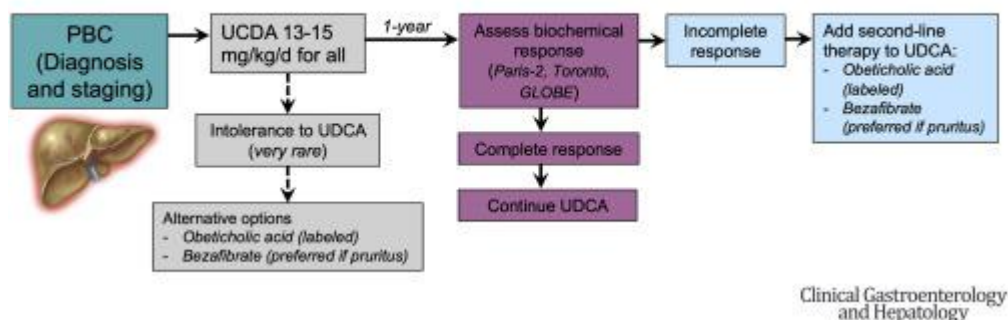 PBC
(Diagnosis
and staging)
UCDA 13-15
mg/kg/d for all
1-year
Assess biochemical
response
(Paris-2, Toronto,
GLOBE)
Incomplete
response
Add second-line
therapy to UDCA:
- Obeticholic acid
(labeled)
- Bezafibrate
(preferred if pruritus)
Intolerance to UDCA
(very rare)
Complete response
Continue UDCA
Alternative options
- Obeticholic acid (labeled)
- Bezafibrate (preferred if pruritus)
Clinical Gastroenterology
and Hepatology